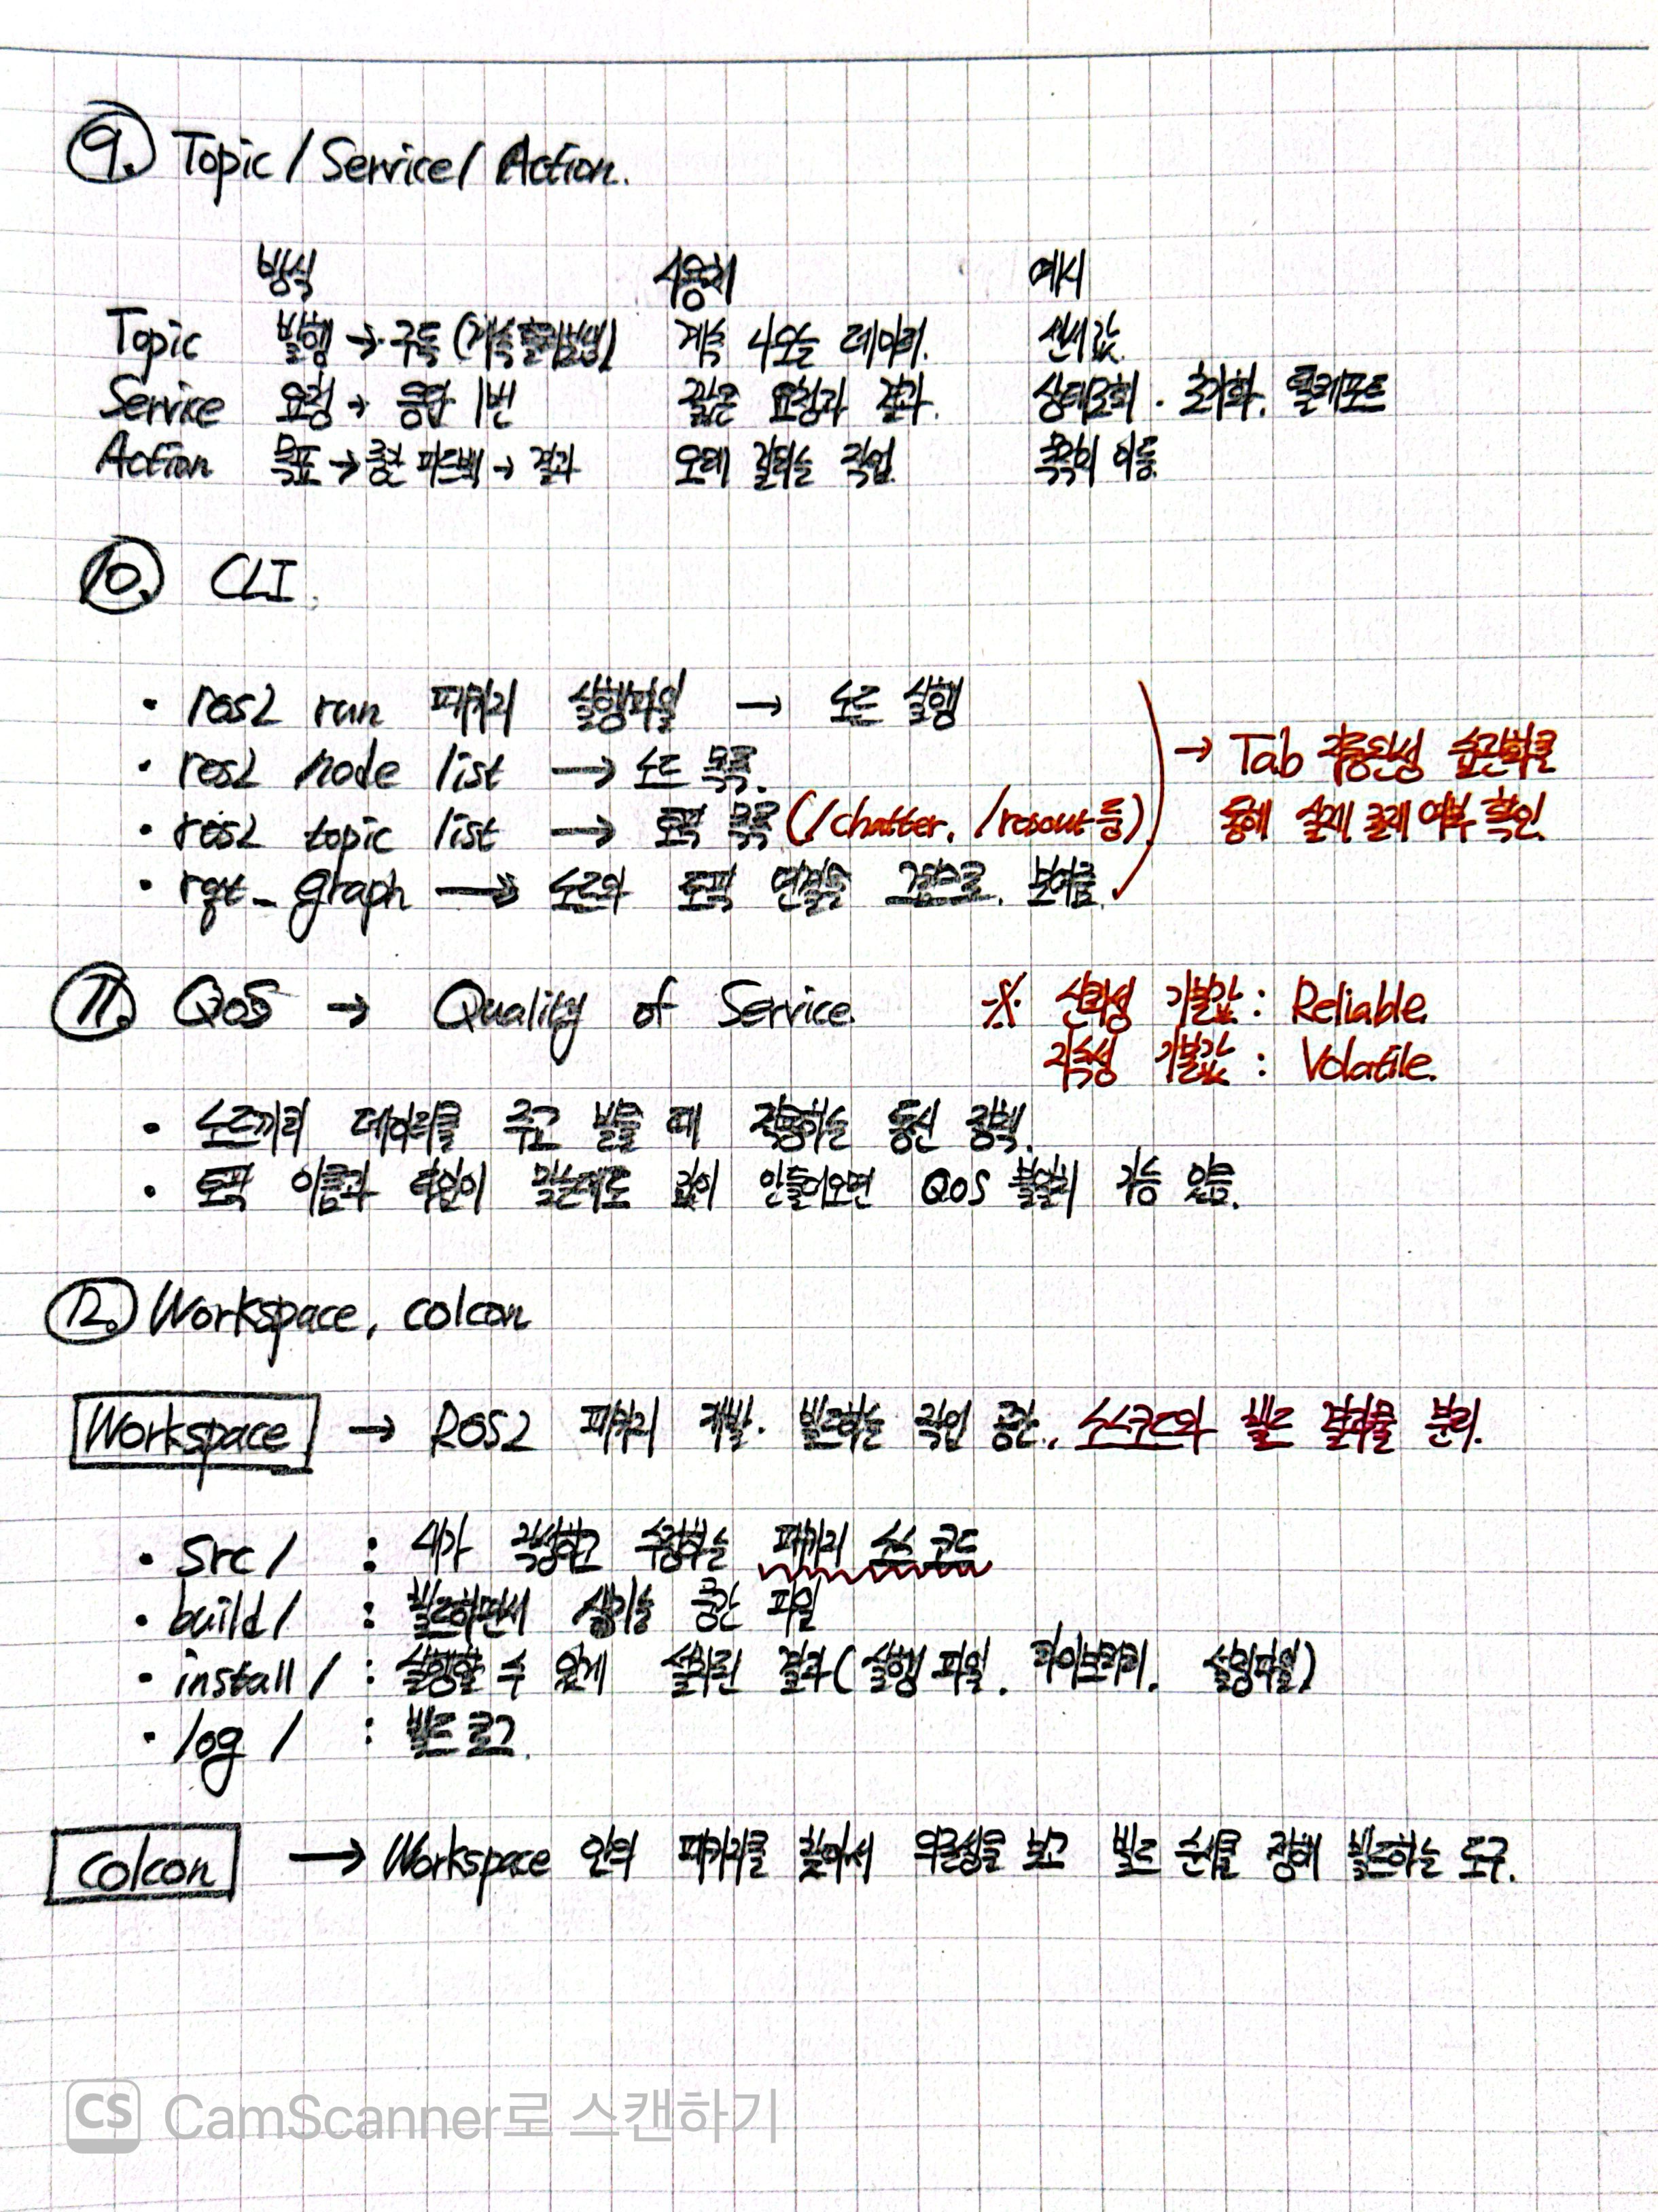 ⑨. Topic / Service / Action.
방식 사용처 예시
Topic 발행 → 구독 (계속 흘려보냄) 계속 나오는 데이터. 센서값.
Service 요청 → 응답 1번 짧은 요청과 결과. 상태조회. 초기화. 텔레포트
Action 목표 → 중간 피드백 → 결과 오래 걸리는 작업. 목적지 이동
⑩. CLI.
• ros2 run 패키지 실행파일 → 노드 실행
• ros2 node list → 노드 목록.
• ros2 topic list → 토픽 목록 (/chatter, /rosout 등)
• rqt_graph → 노드와 토픽 연결을 그림으로 보여줌.
→ Tab 자동완성 습관화를
통해 실제 존재 여부 확인.
⑪. QoS → Quality of Service.
※ 신뢰성 기본값 : Reliable.
지속성 기본값 : Volatile.
• 노드끼리 데이터를 주고 받을 때 적용하는 통신 정책.
• 토픽 이름과 타입이 맞는데도 값이 안들어오면 QoS 불일치 가능 있음.
⑫. Workspace, colcon
Workspace → ROS2 패키지 개발. 빌드하는 작업 공간., 소스코드와 빌드 결과물 분리.
• src / : 내가 작성하고 수정하는 패키지 소스 코드
• build / : 빌드하면서 생기는 중간 파일
• install / : 실행할 수 있게 설치된 결과 (실행 파일, 라이브러리, 설정파일)
• log / : 빌드 로그.
colcon → Workspace 안의 패키지를 찾아서 의존성을 보고 빌드 순서를 정해 빌드하는 도구.
CS CamScanner로 스캔하기